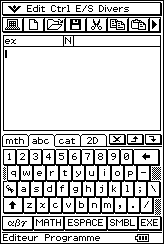 Edit Ctrl E/S Divers
ex N
mth abc cat 2D
1 2 3 4 5 6 7 8 9 0
q w e r t y u i o p -
a s d f g h j k l ; \
z x c v b n m , . /
αβγ MATH ESPACE SMBL EXE
Editeur Programme